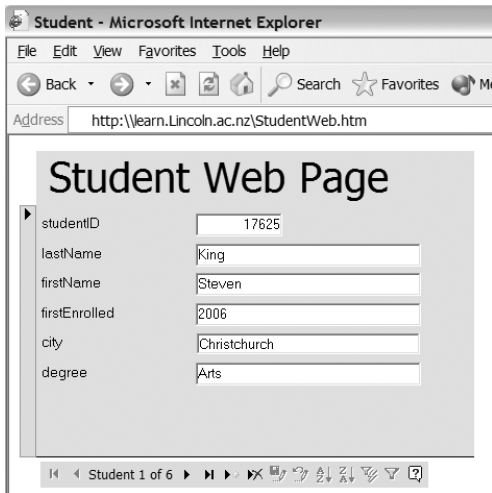 Student - Microsoft Internet Explorer
File Edit View Favorites Tools Help
Back Search Favorites
Address http:\\learn.Lincoln.ac.nz\StudentWeb.htm
Student Web Page
studentID 17625
lastName King
firstName Steven
firstEnrolled 2006
city Christchurch
degree Arts
Student 1 of 6